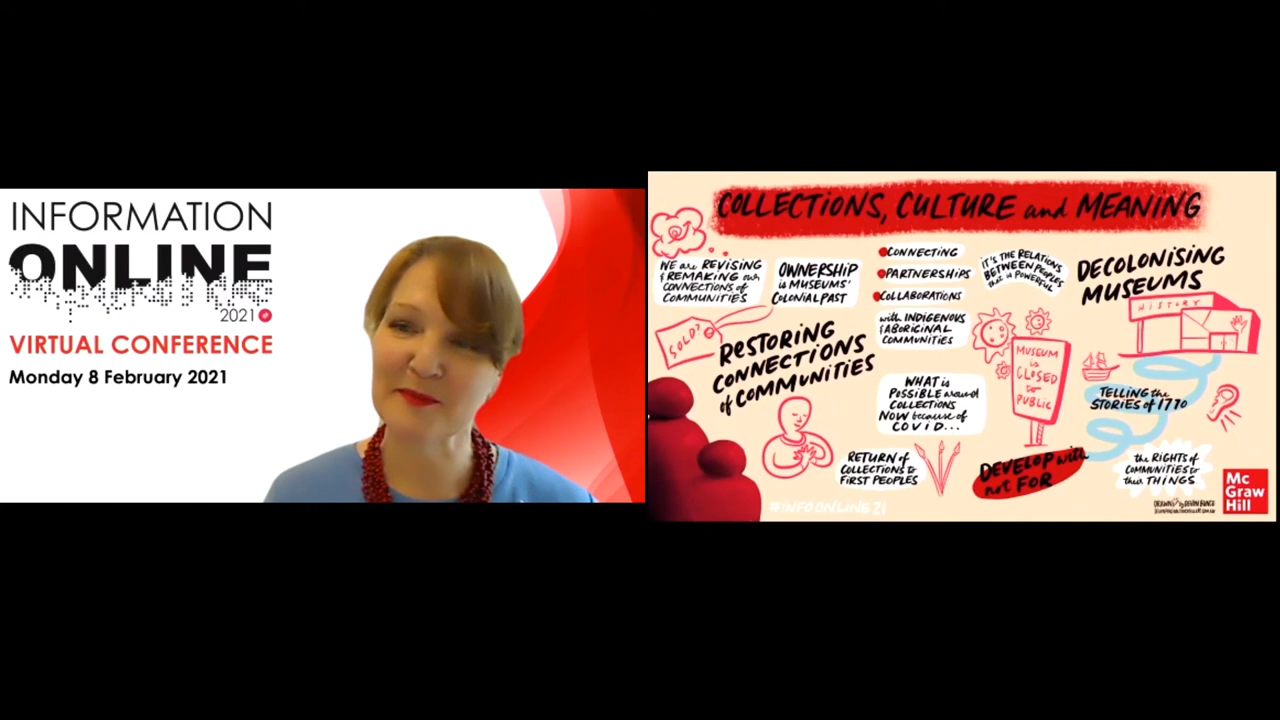 INFORMATION
ONLINE
2021
VIRTUAL CONFERENCE
Monday 8 February 2021
COLLECTIONS, CULTURE and MEANING
WE are REVISING
& REMAKING our
CONNECTIONS of
COMMUNITIES
OWNERSHIP
is MUSEUMS'
COLONIAL PAST
CONNECTING
PARTNERSHIPS
COLLABORATIONS
with INDIGENOUS
& ABORIGINAL
COMMUNITIES
IT'S THE RELATIONS
BETWEEN PEOPLES
that is POWERFUL
DECOLONISING
MUSEUMS
HISTORY
SOLD?
RESTORING
CONNECTIONS
of COMMUNITIES
MUSEUM
is
CLOSED
to
PUBLIC
WHAT is
POSSIBLE around
COLLECTIONS
NOW because of
COVID...
TELLING the
STORIES of 1770
RETURN of
COLLECTIONS to
FIRST PEOPLES
DEVELOP with
not FOR
the RIGHTS of
COMMUNITIES to
their THINGS
#INFOONLINE21
Mc
Graw
Hill